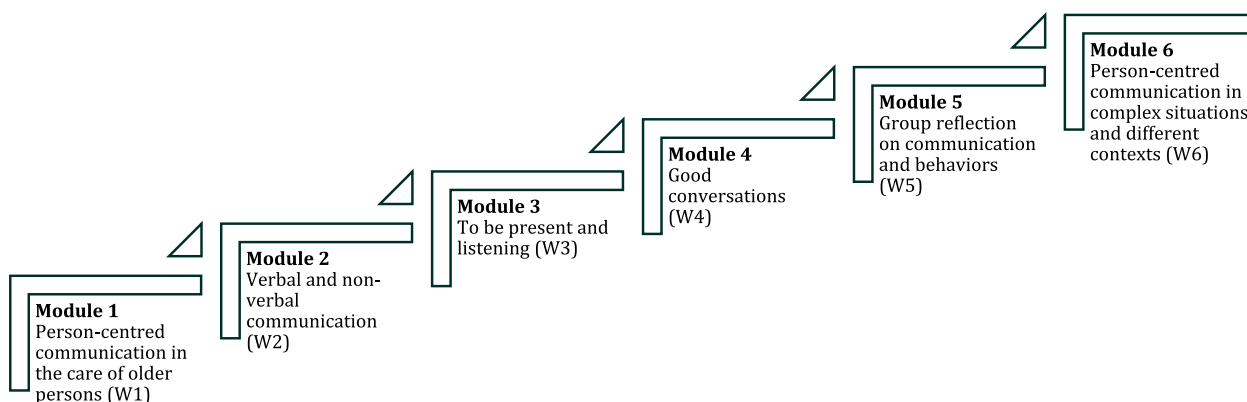 Module 1
Person-centred
communication in
the care of older
persons (W1)
Module 2
Verbal and non-
verbal
communication
(W2)
Module 3
To be present and
listening (W3)
Module 4
Good
conversations
(W4)
Module 5
Group reflection
on communication
and behaviors
(W5)
Module 6
Person-centred
communication in
complex situations
and different
contexts (W6)